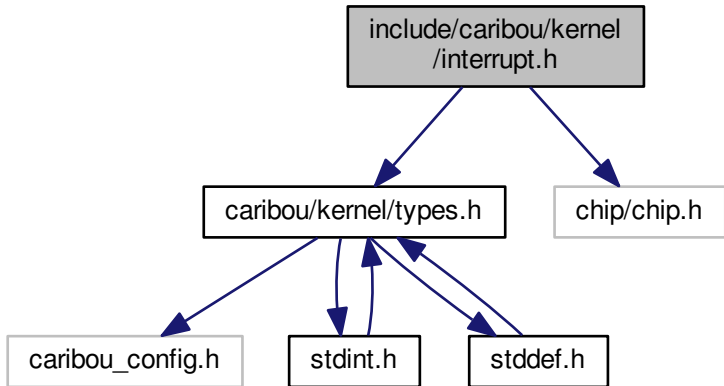 include/caribou/kernel
/interrupt.h
caribou/kernel/types.h
chip/chip.h
caribou_config.h
stdint.h
stddef.h